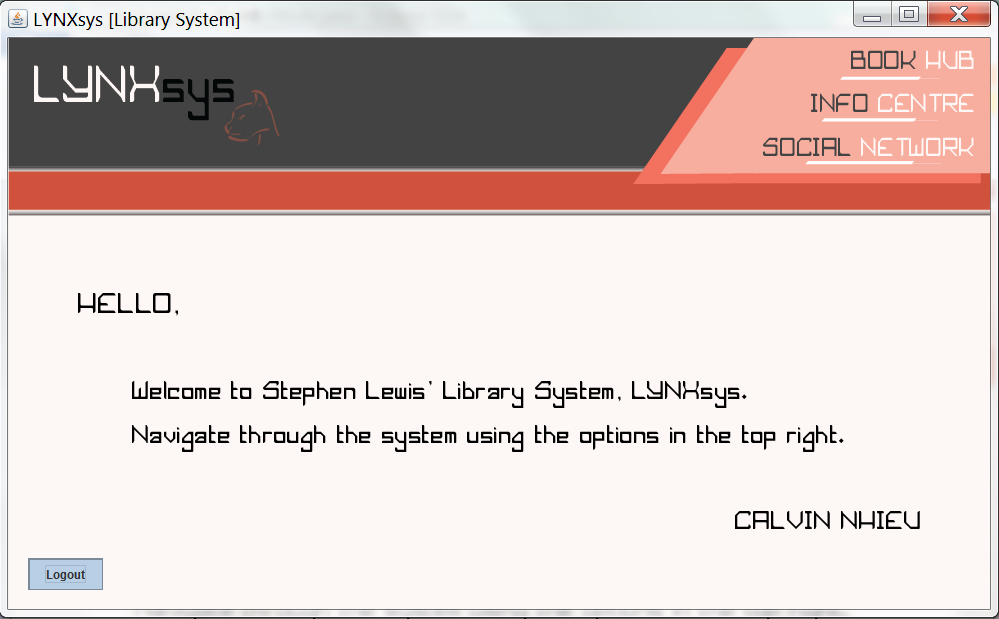 LYNXsys [Library System]
LYNXsys
BOOK HUB
INFO CENTRE
SOCIAL NETWORK
HELLO,
Welcome to Stephen Lewis' Library System, LYNXsys.
Navigate through the system using the options in the top right.
CALVIN NHIEU
Logout